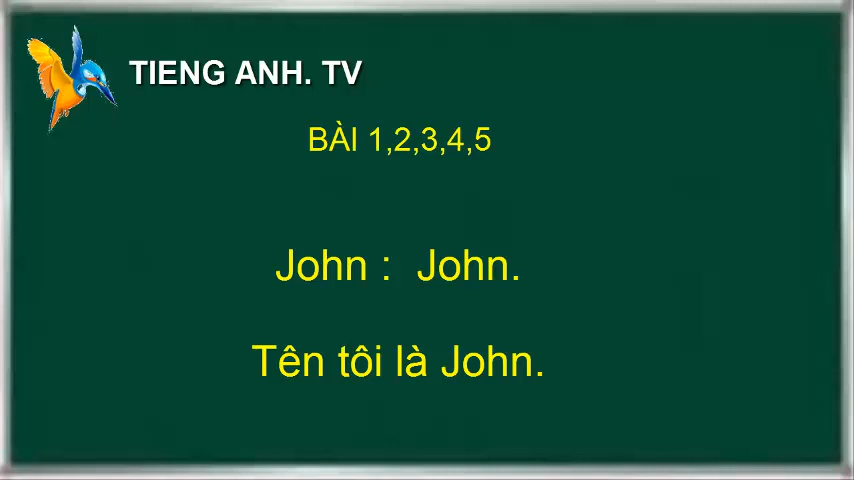 TIENG ANH. TV
BÀI 1,2,3,4,5
John : John.
Tên tôi là John.